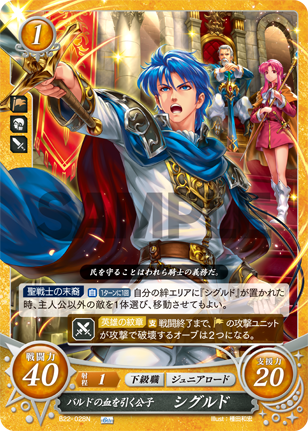 1
SAMPLE
民を守ることはわれら騎士の義務だ。
聖戦士の末裔 自 1ターンに1回 自分の絆エリアに「シグルド」が置かれた
時、主人公以外の敵を1体選び、移動させてもよい。
英雄の紋章 支 戦闘終了まで、の攻撃ユニット
が攻撃で破壊するオーブは2つになる。
戦闘力
40
射程 1 下級職 ジュニアロード
支援力
20
バルドの血を引く公子 シグルド
S22-02BN
Illust: